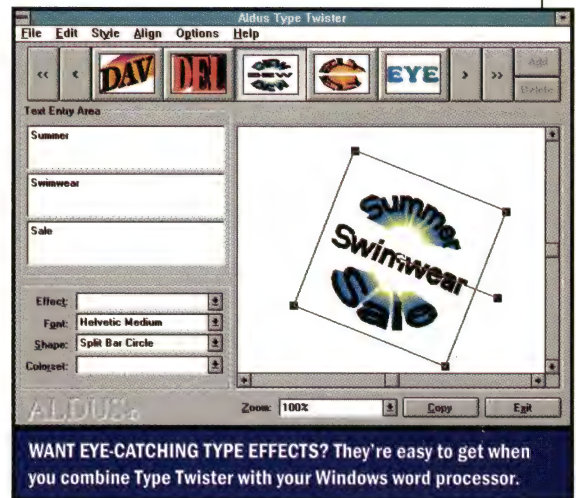 Aldus Type Twister
File Edit Style Align Options Help
<< < DAV DEL NEW EYE > >> Add
Delete
Text Entry Area
Summer
Swimwear
Sale
Summer
Swimwear
Sale
Effect:
Font: Helvetic Medium
Shape: Split Bar Circle
Colorset:
ALDUS
Zoom: 100% Copy Exit
WANT EYE-CATCHING TYPE EFFECTS? They're easy to get when
you combine Type Twister with your Windows word processor.